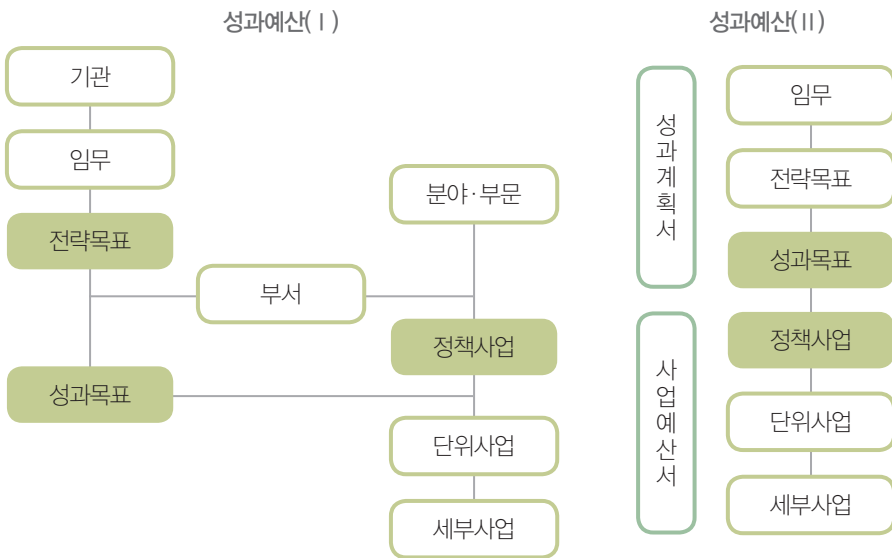 성과예산(Ⅰ)
기관
임무
전략목표
부서
성과목표
분야·부문
정책사업
단위사업
세부사업
성과예산(Ⅱ)
성과계획서
사업예산서
임무
전략목표
성과목표
정책사업
단위사업
세부사업